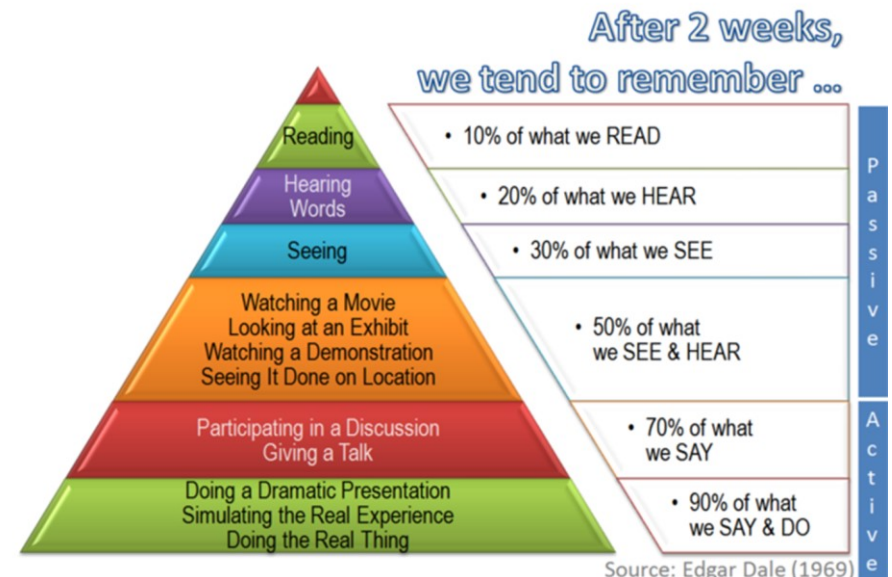 After 2 weeks,
we tend to remember ...
Reading
• 10% of what we READ
Hearing
Words
• 20% of what we HEAR
Seeing
• 30% of what we SEE
Watching a Movie
Looking at an Exhibit
Watching a Demonstration
Seeing It Done on Location
• 50% of what
we SEE & HEAR
Participating in a Discussion
Giving a Talk
• 70% of what
we SAY
Doing a Dramatic Presentation
Simulating the Real Experience
Doing the Real Thing
• 90% of what
we SAY & DO
Passive
Active
Source: Edgar Dale (1969)